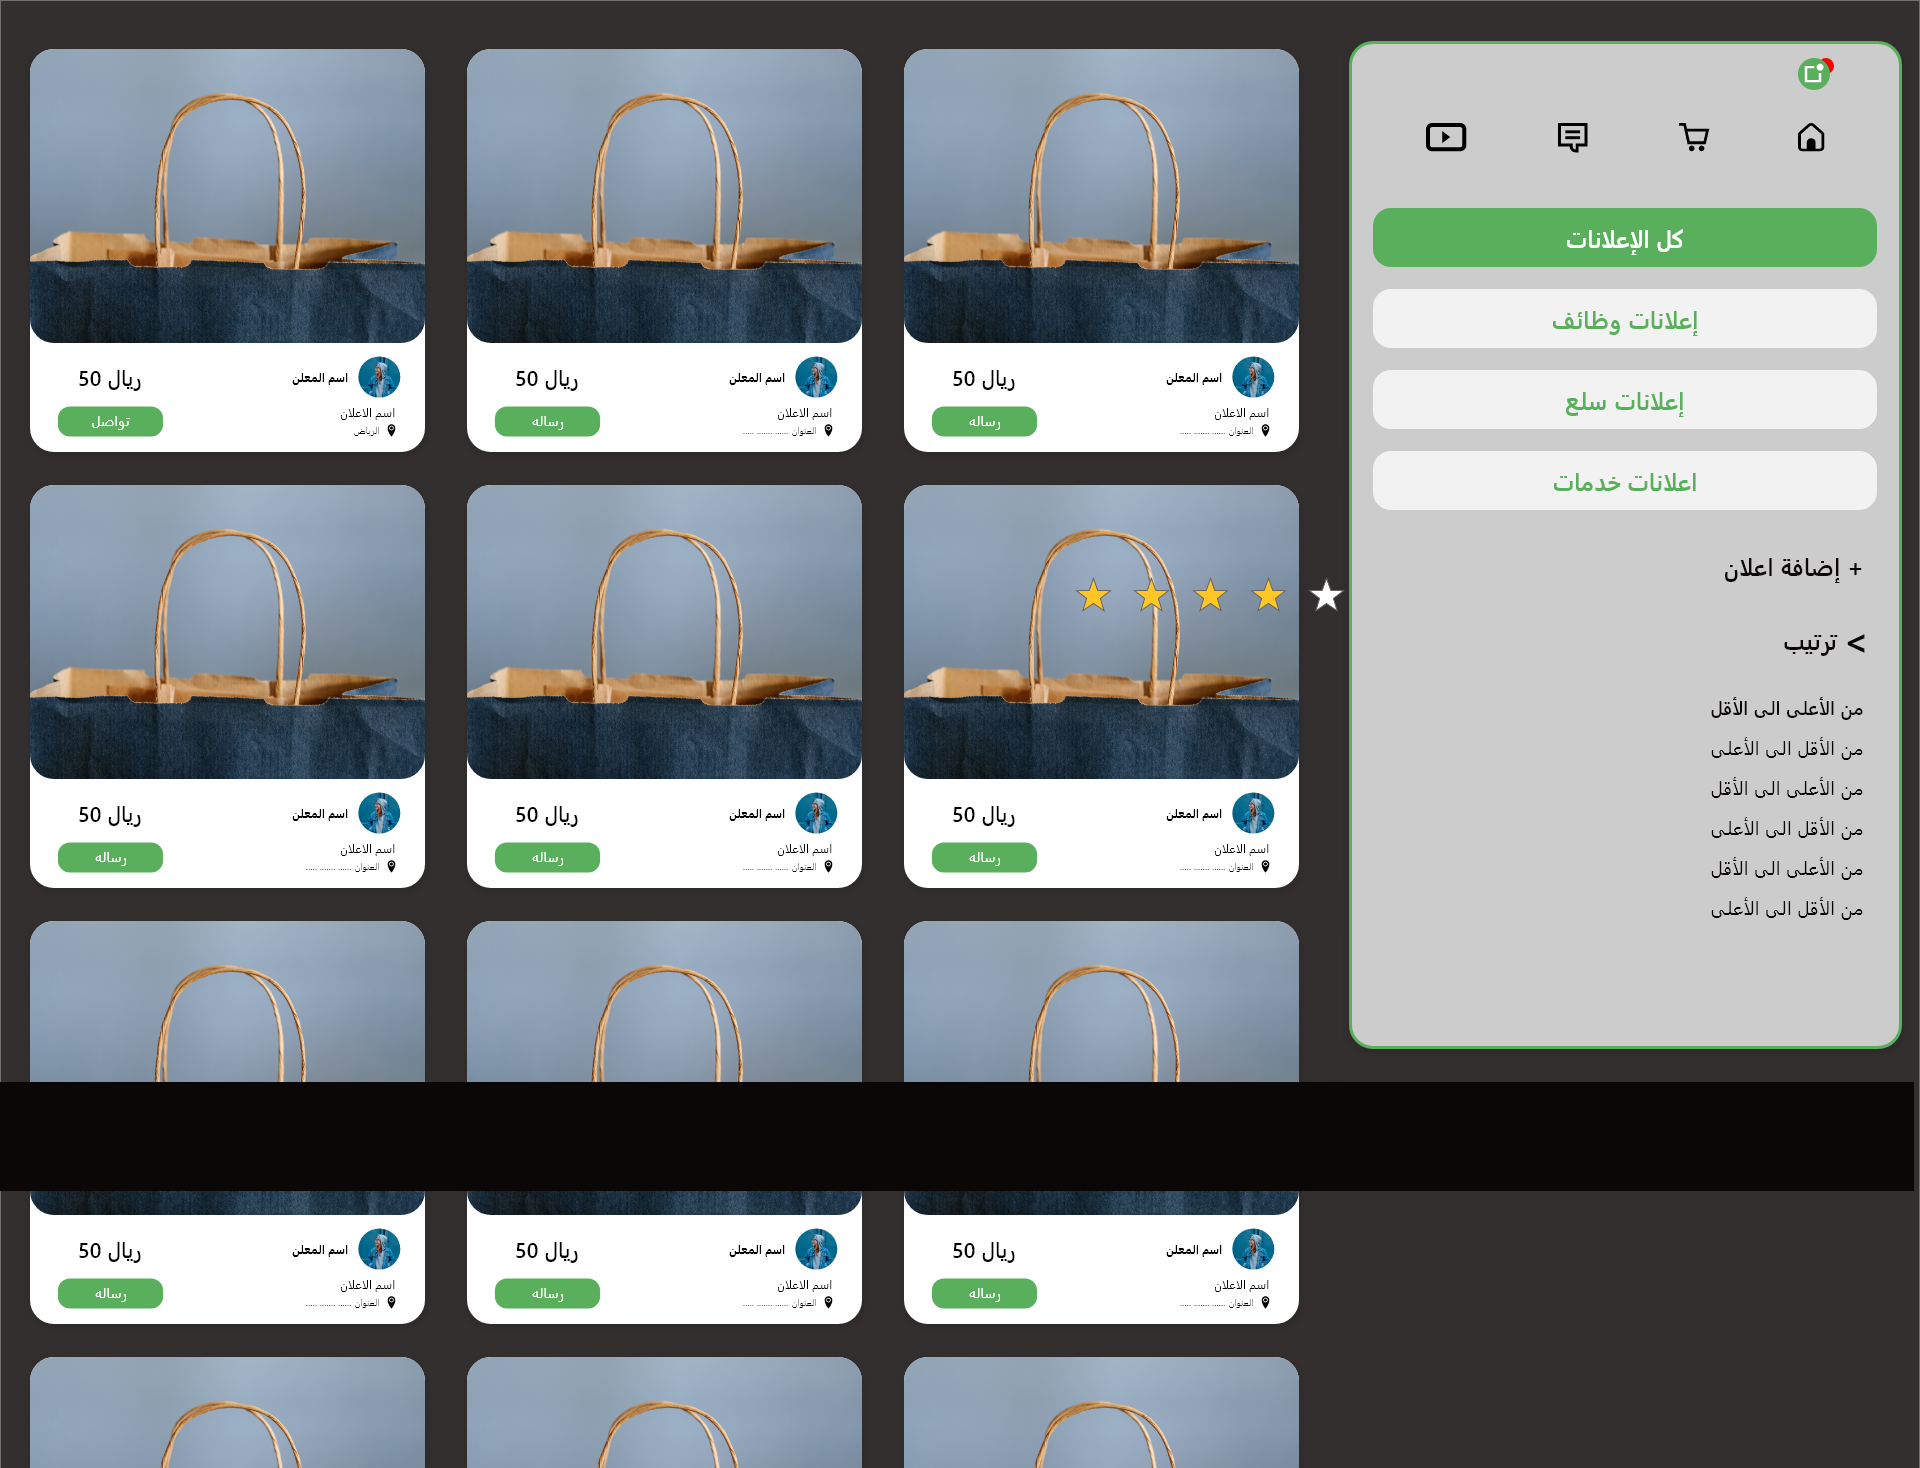 كل الإعلانات
إعلانات وظائف
إعلانات سلع
اعلانات خدمات
+ إضافة اعلان
> ترتيب
من الأعلى الى الأقل
من الأقل الى الأعلى
من الأعلى الى الأقل
من الأقل الى الأعلى
من الأعلى الى الأقل
من الأقل الى الأعلى
اسم المعلن
50 ريال
اسم الاعلان
رساله
العنوان ...... ....... .....
اسم المعلن
50 ريال
اسم الاعلان
رساله
العنوان ...... ....... .....
اسم المعلن
50 ريال
اسم الاعلان
تواصل
الرياض
اسم المعلن
50 ريال
اسم الاعلان
رساله
العنوان ...... ....... .....
اسم المعلن
50 ريال
اسم الاعلان
رساله
العنوان ...... ....... .....
اسم المعلن
50 ريال
اسم الاعلان
رساله
العنوان ...... ....... .....
اسم المعلن
50 ريال
اسم الاعلان
رساله
العنوان ...... ....... .....
اسم المعلن
50 ريال
اسم الاعلان
رساله
العنوان ...... ....... .....
اسم المعلن
50 ريال
اسم الاعلان
رساله
العنوان ...... ....... .....